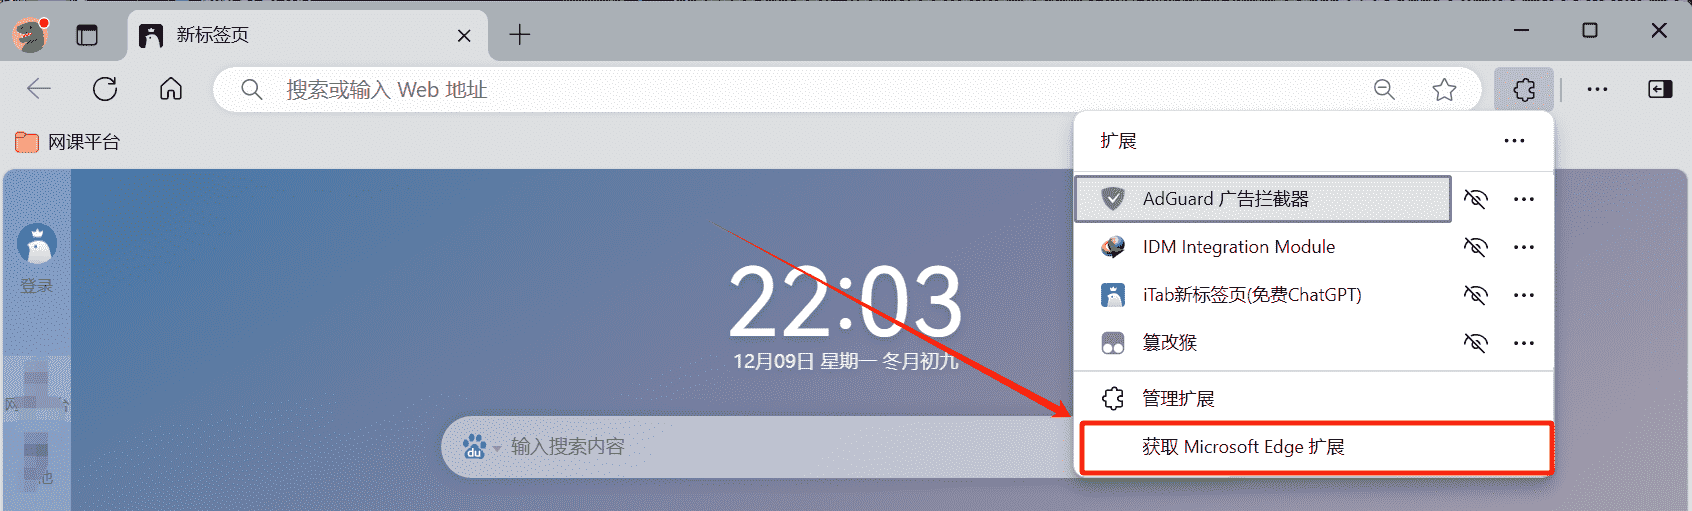 新标签页
搜索或输入 Web 地址
网课平台
扩展
AdGuard 广告拦截器
IDM Integration Module
iTab新标签页(免费ChatGPT)
篡改猴
管理扩展
获取 Microsoft Edge 扩展
登录
22:03
12月09日 星期一 冬月初九
du
输入搜索内容
网
池